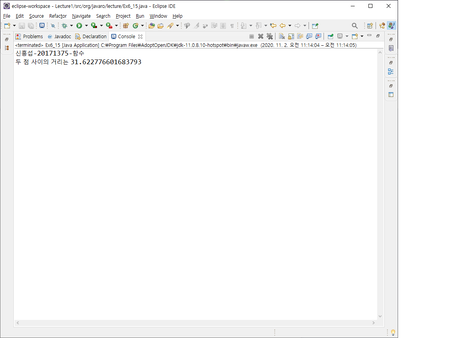 eclipse-workspace - Lecture1/src/org/javaro/lecture/Ex6_15.java - Eclipse IDE
File Edit Source Refactor Navigate Search Project Run Window Help
Problems Javadoc Declaration Console
<terminated> Ex6_15 [Java Application] C:\Program Files\AdoptOpenJDK\jdk-11.0.8.10-hotspot\bin\javaw.exe (2020. 11. 2. 오전 11:14:04 – 오전 11:14:05)
신홍섭-20171375-함수
두 점 사이의 거리는 31.622776601683793